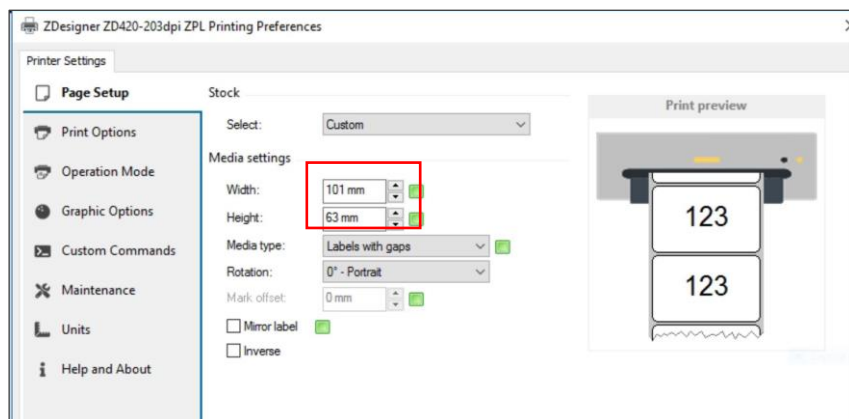 ZDesigner ZD420-203dpi ZPL Printing Preferences
Printer Settings
Page Setup
Print Options
Operation Mode
Graphic Options
Custom Commands
Maintenance
Units
Help and About
Stock
Select: Custom
Media settings
Width: 101 mm
Height: 63 mm
Media type: Labels with gaps
Rotation: 0° - Portrait
Mark offset: 0 mm
Mirror label
Inverse
Print preview
123
123